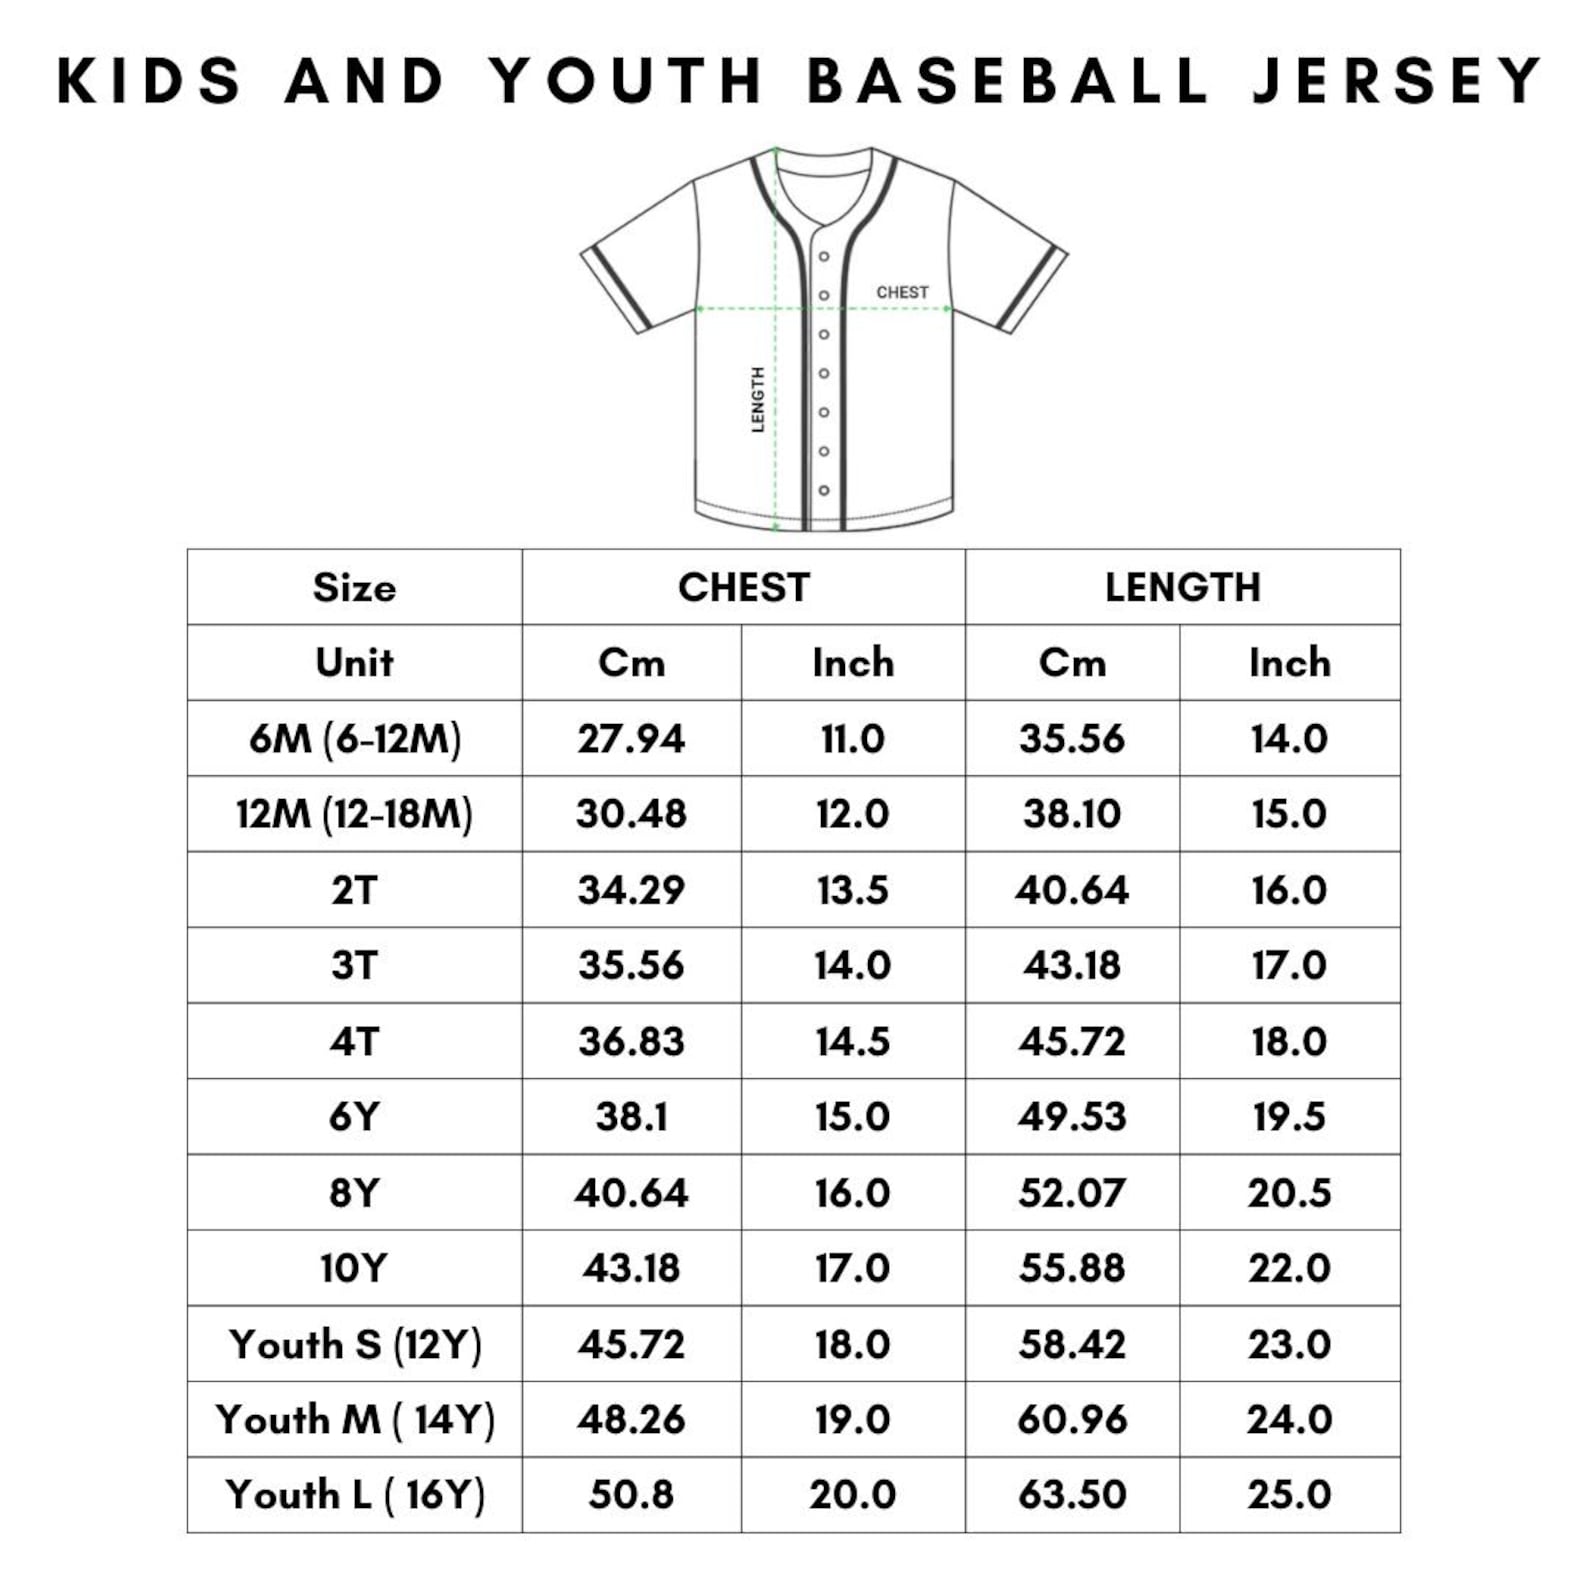 KIDS AND YOUTH BASEBALL JERSEY
CHEST
LENGTH
Size CHEST LENGTH
Unit Cm Inch Cm Inch
6M (6-12M) 27.94 11.0 35.56 14.0
12M (12-18M) 30.48 12.0 38.10 15.0
2T 34.29 13.5 40.64 16.0
3T 35.56 14.0 43.18 17.0
4T 36.83 14.5 45.72 18.0
6Y 38.1 15.0 49.53 19.5
8Y 40.64 16.0 52.07 20.5
10Y 43.18 17.0 55.88 22.0
Youth S (12Y) 45.72 18.0 58.42 23.0
Youth M ( 14Y) 48.26 19.0 60.96 24.0
Youth L ( 16Y) 50.8 20.0 63.50 25.0